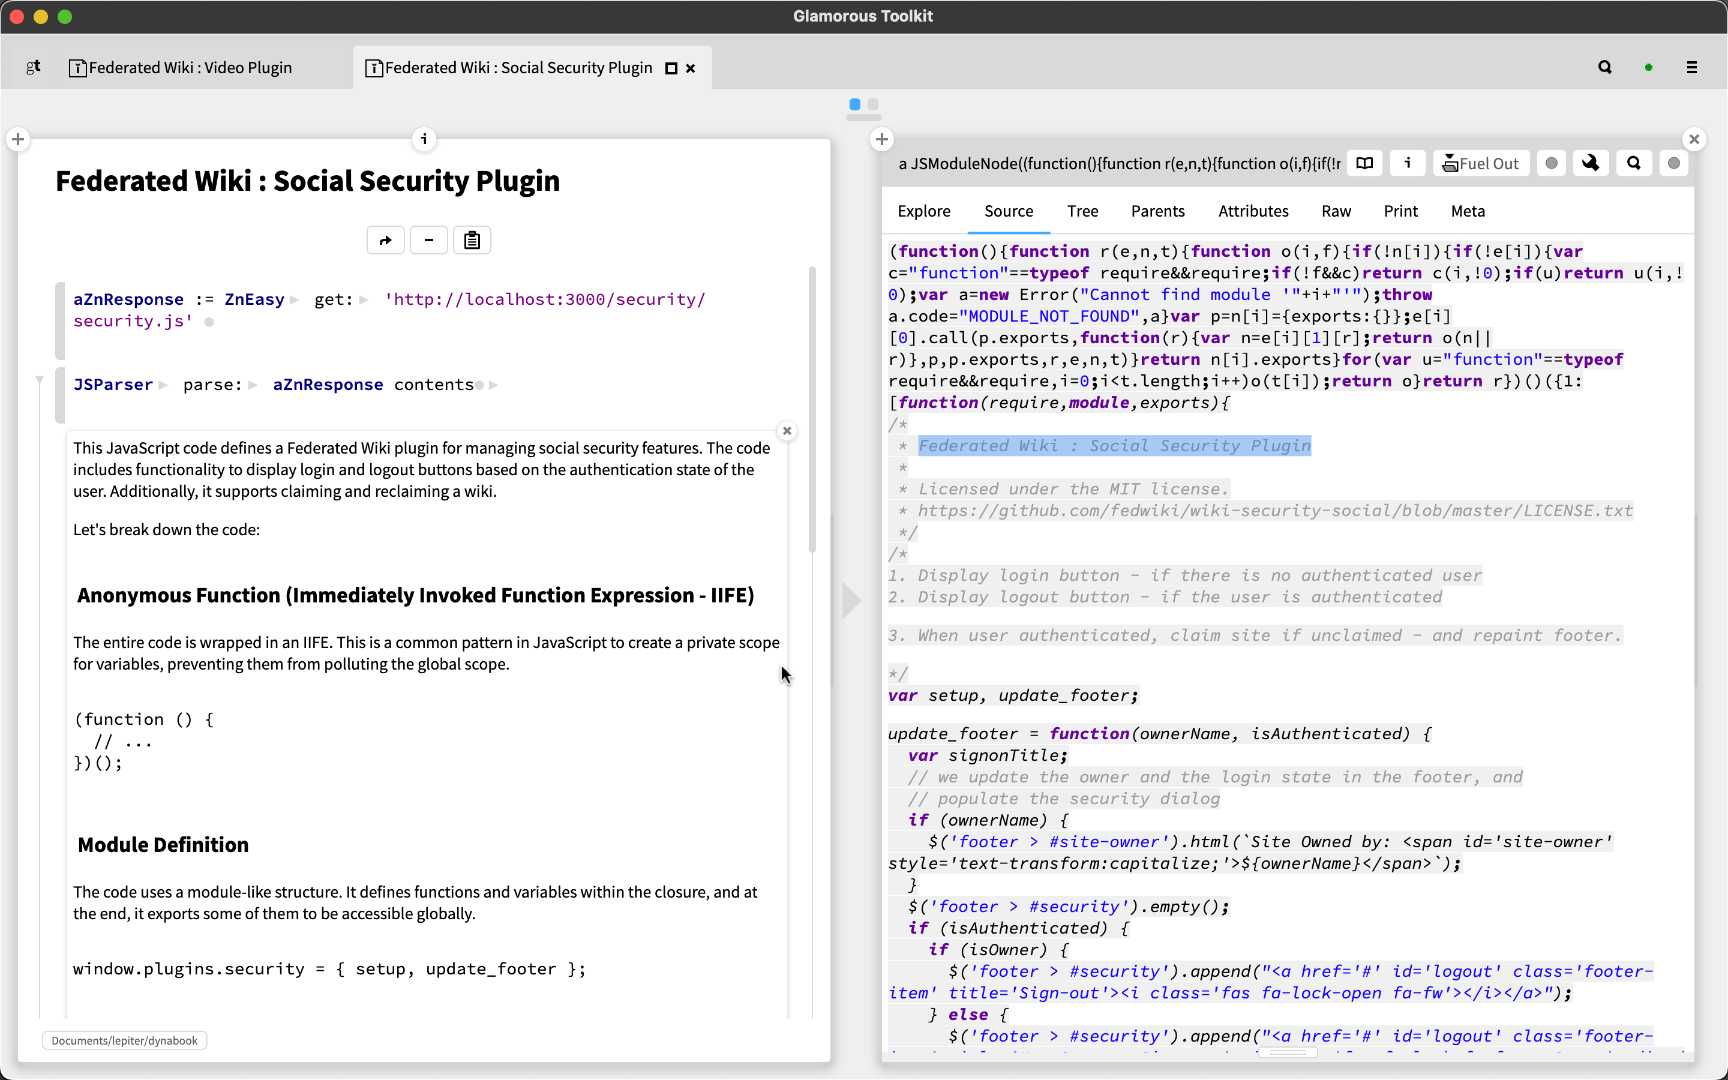 Glamorous Toolkit
gt
Federated Wiki : Video Plugin
Federated Wiki : Social Security Plugin
Federated Wiki : Social Security Plugin
aZnResponse := ZnEasy get: 'http://localhost:3000/security/
security.js'
JSParser parse: aZnResponse contents
This JavaScript code defines a Federated Wiki plugin for managing social security features. The code
includes functionality to display login and logout buttons based on the authentication state of the
user. Additionally, it supports claiming and reclaiming a wiki.
Let's break down the code:
Anonymous Function (Immediately Invoked Function Expression - IIFE)
The entire code is wrapped in an IIFE. This is a common pattern in JavaScript to create a private scope
for variables, preventing them from polluting the global scope.
(function () {
// ...
})();
Module Definition
The code uses a module-like structure. It defines functions and variables within the closure, and at
the end, it exports some of them to be accessible globally.
window.plugins.security = { setup, update_footer };
Documents/lepiter/dynabook
a JSModuleNode((function(){function r(e,n,t){function o(i,f){if(!r
Fuel Out
Explore Source Tree Parents Attributes Raw Print Meta
(function(){function r(e,n,t){function o(i,f){if(!n[i]){if(!e[i]){var
c="function"==typeof require&&require;if(!f&&c)return c(i,!0);if(u)return u(i,!
0);var a=new Error("Cannot find module '"+i+"'");throw
a.code="MODULE_NOT_FOUND",a}var p=n[i]={exports:{}};e[i]
[0].call(p.exports,function(r){var n=e[i][1][r];return o(n||
r)},p,p.exports,r,e,n,t)}return n[i].exports}for(var u="function"==typeof
require&&require,i=0;i<t.length;i++)o(t[i]);return o}return r})()({1:
[function(require,module,exports){
/*
* Federated Wiki : Social Security Plugin
*
* Licensed under the MIT license.
* https://github.com/fedwiki/wiki-security-social/blob/master/LICENSE.txt
*/
/*
1. Display login button - if there is no authenticated user
2. Display logout button - if the user is authenticated
3. When user authenticated, claim site if unclaimed - and repaint footer.
*/
var setup, update_footer;
update_footer = function(ownerName, isAuthenticated) {
var signonTitle;
// we update the owner and the login state in the footer, and
// populate the security dialog
if (ownerName) {
$('footer > #site-owner').html(`Site Owned by: <span id='site-owner'
style='text-transform:capitalize;'>${ownerName}</span>`);
}
$('footer > #security').empty();
if (isAuthenticated) {
if (isOwner) {
$('footer > #security').append("<a href='#' id='logout' class='footer-
item' title='Sign-out'><i class='fas fa-lock-open fa-fw'></i></a>");
} else {
$('footer > #security').append("<a href='#' id='logout' class='footer-